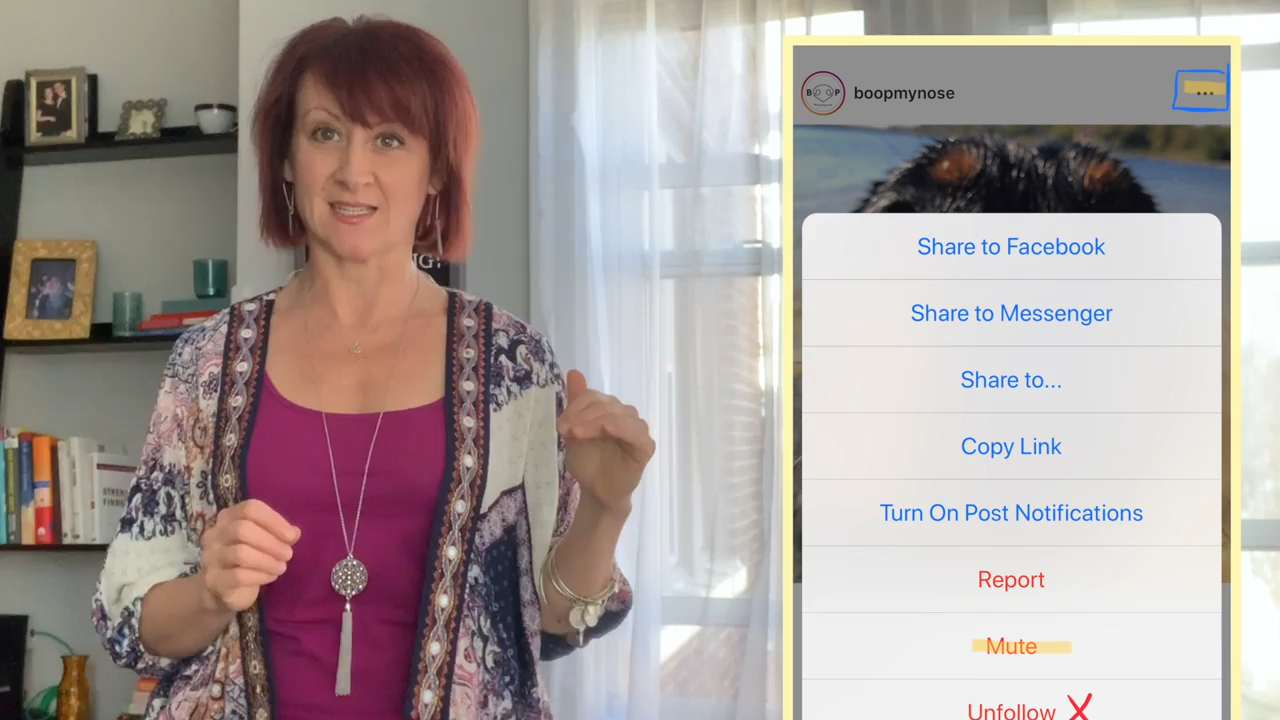 B P
boopmynose
...
Share to Facebook
Share to Messenger
Share to...
Copy Link
Turn On Post Notifications
Report
Mute
Unfollow X